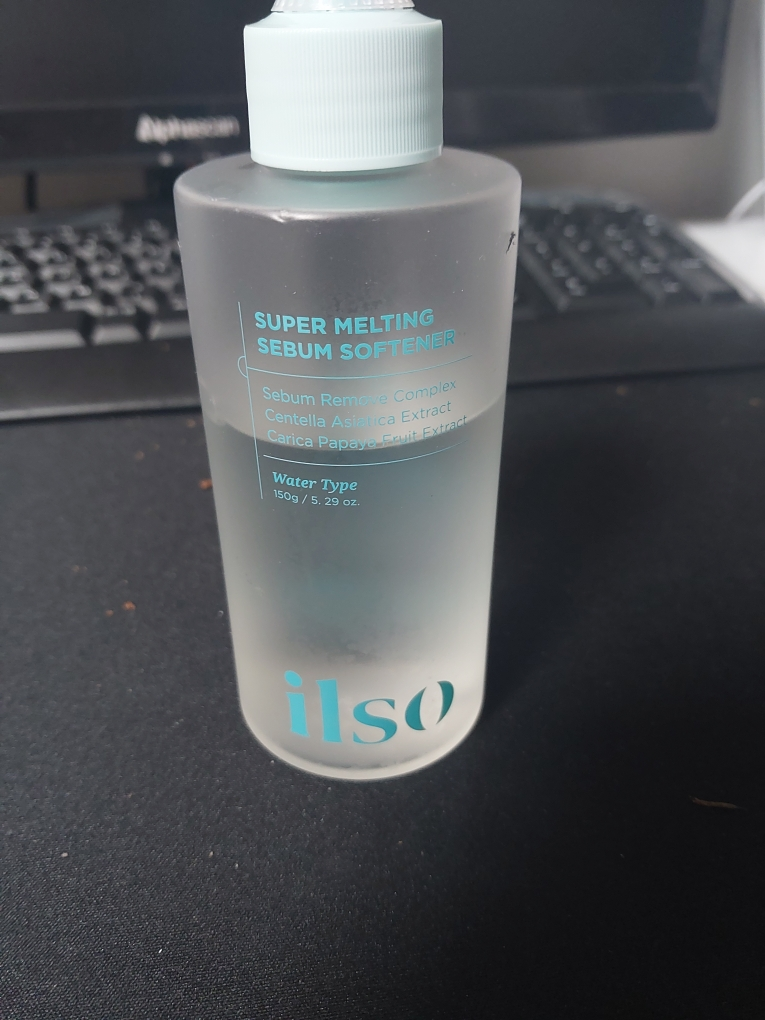 Alphascan
SUPER MELTING
SEBUM SOFTENER
Sebum Remove Complex
Centella Asiatica Extract
Carica Papaya Fruit Extract
Water Type
150g / 5. 29 oz.
ilso